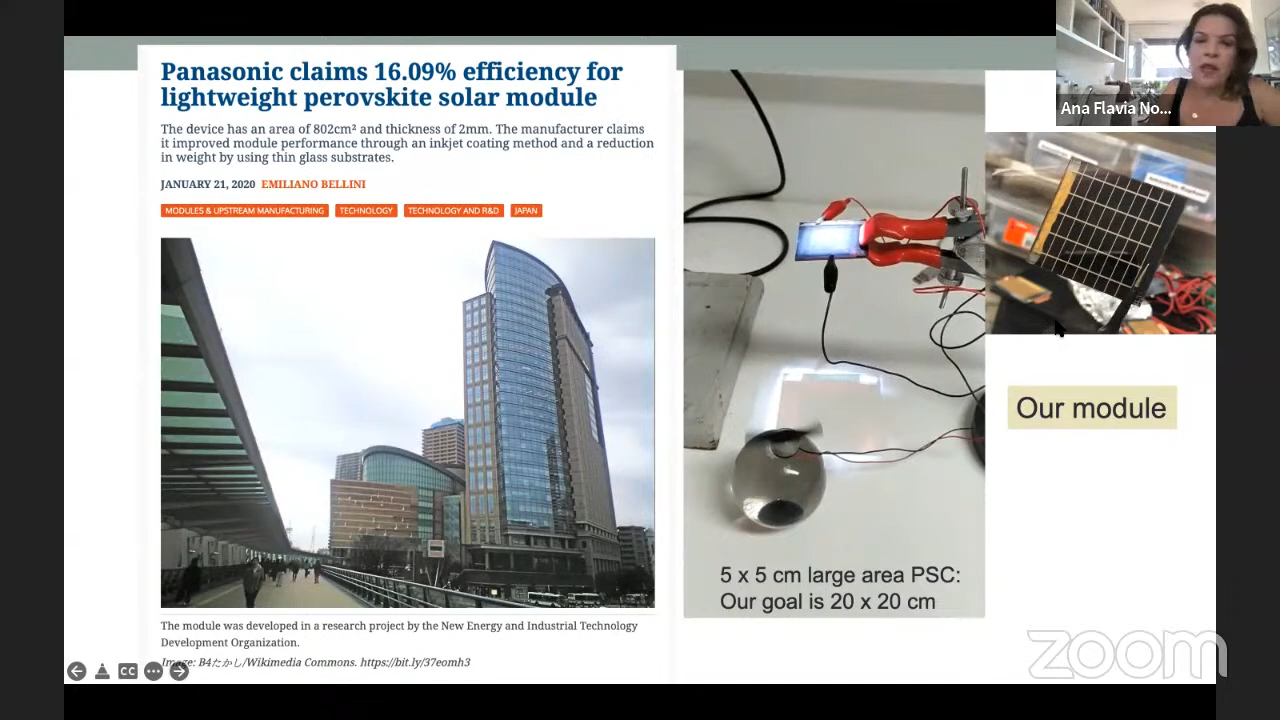 Panasonic claims 16.09% efficiency for
lightweight perovskite solar module
The device has an area of 802cm² and thickness of 2mm. The manufacturer claims
it improved module performance through an inkjet coating method and a reduction
in weight by using thin glass substrates.
JANUARY 21, 2020 EMILIANO BELLINI
MODULES & UPSTREAM MANUFACTURING TECHNOLOGY TECHNOLOGY AND R&D JAPAN
The module was developed in a research project by the New Energy and Industrial Technology
Development Organization.
Image: B4たかし/Wikimedia Commons. https://bit.ly/37eomh3
CC
5 x 5 cm large area PSC:
Our goal is 20 x 20 cm
Our module
Ana Flavia No...
zoom